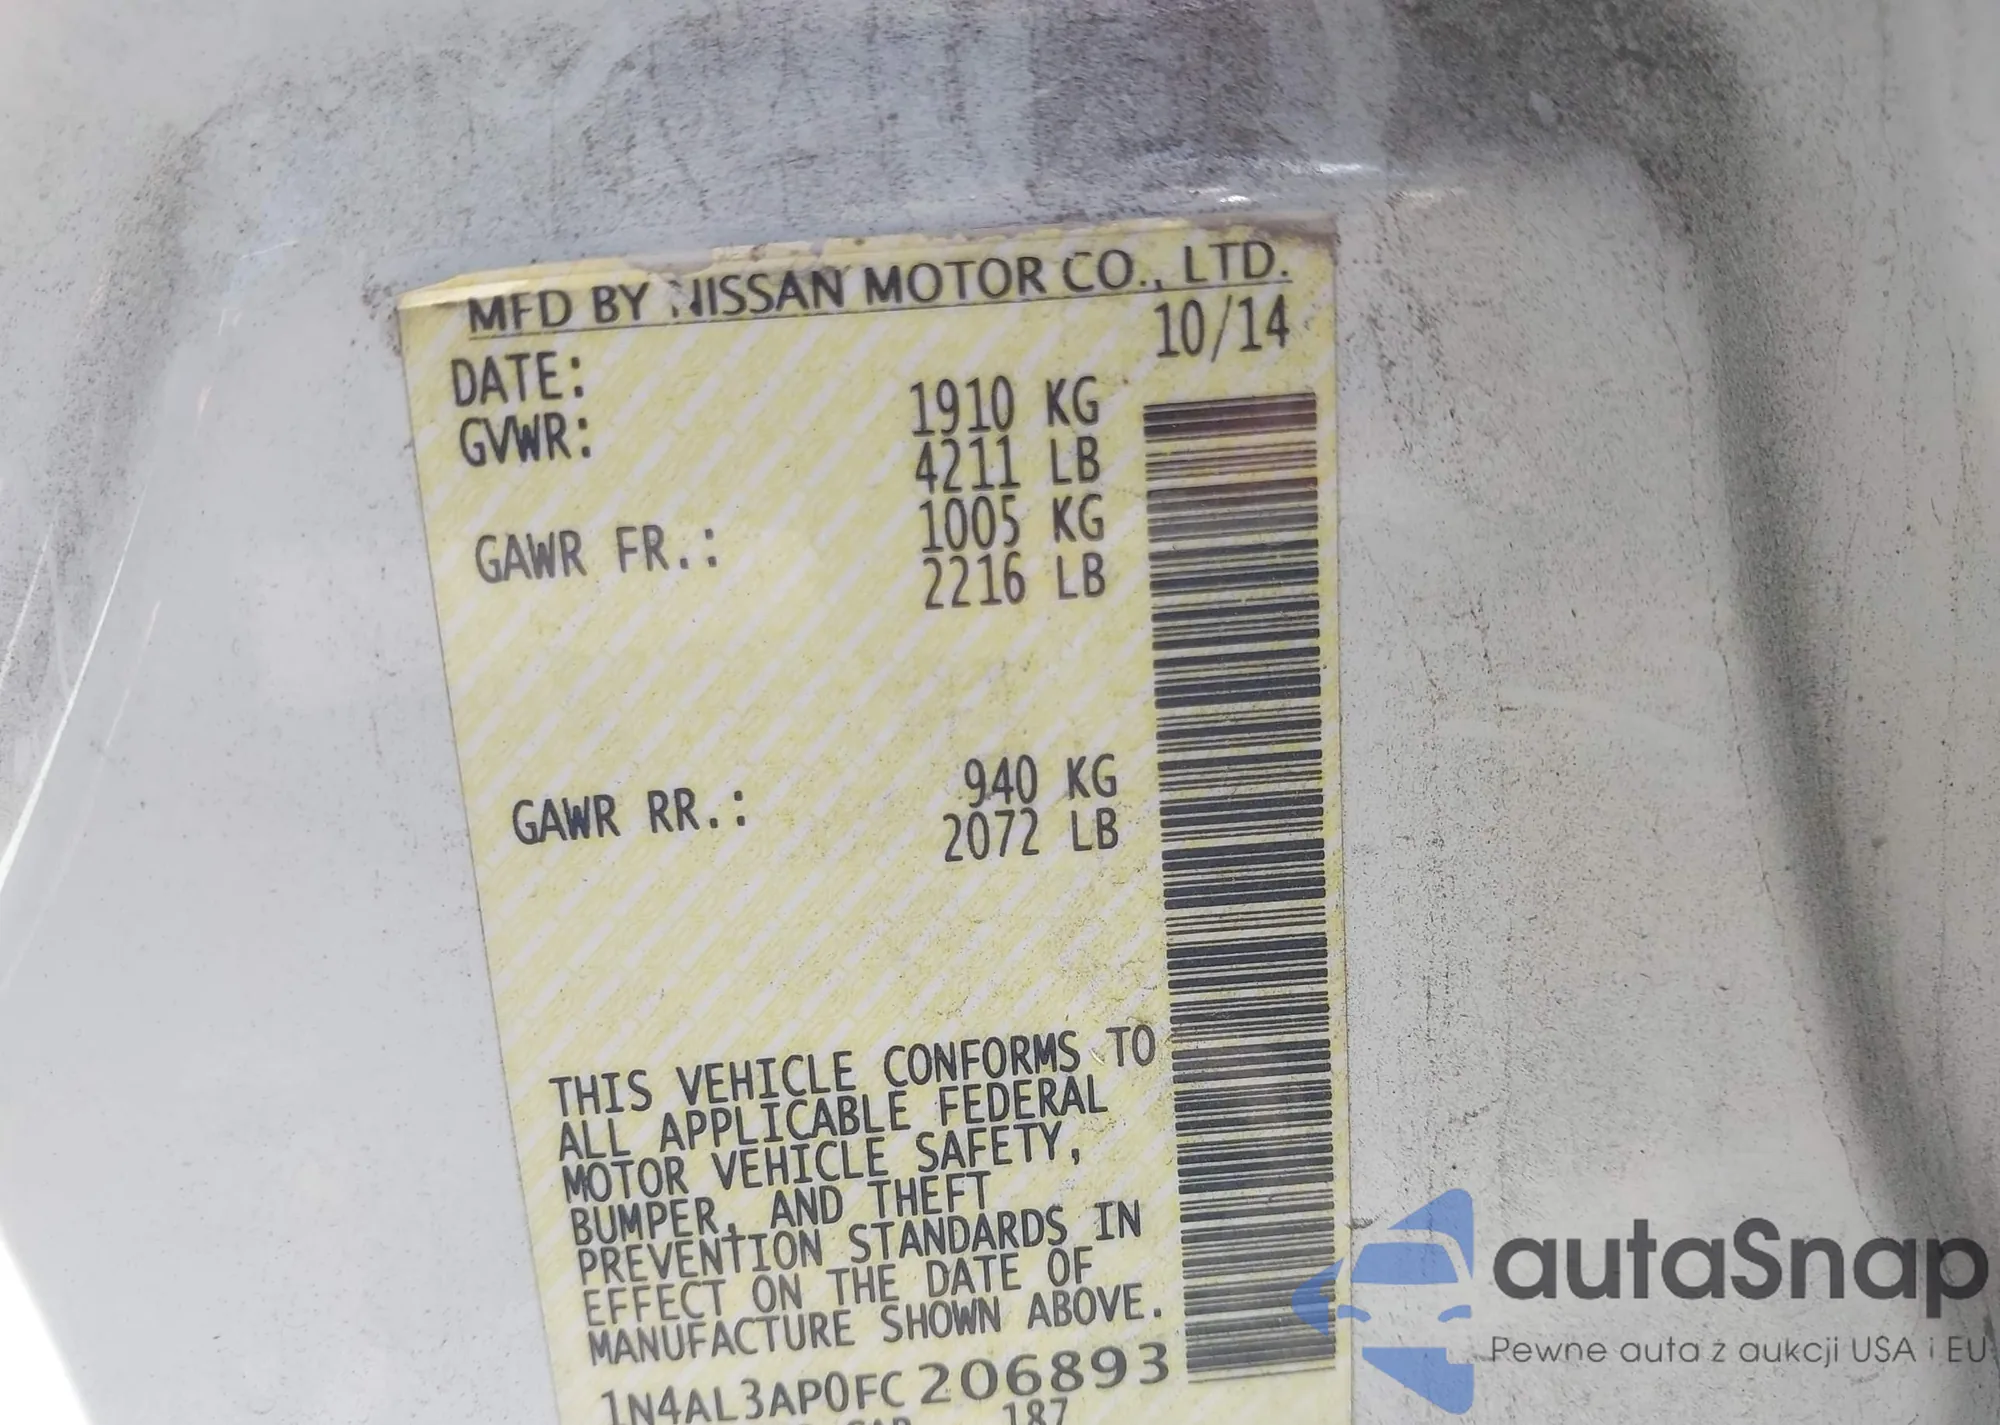 MFD BY NISSAN MOTOR CO., LTD.
DATE: 10/14
GVWR: 1910 KG
4211 LB
GAWR FR.: 1005 KG
2216 LB
GAWR RR.: 940 KG
2072 LB
THIS VEHICLE CONFORMS TO
ALL APPLICABLE FEDERAL
MOTOR VEHICLE SAFETY,
BUMPER, AND THEFT
PREVENTION STANDARDS IN
EFFECT ON THE DATE OF
MANUFACTURE SHOWN ABOVE.
1N4AL3AP0FC206893
187
autaSnap
Pewne auta z aukcji USA i EU